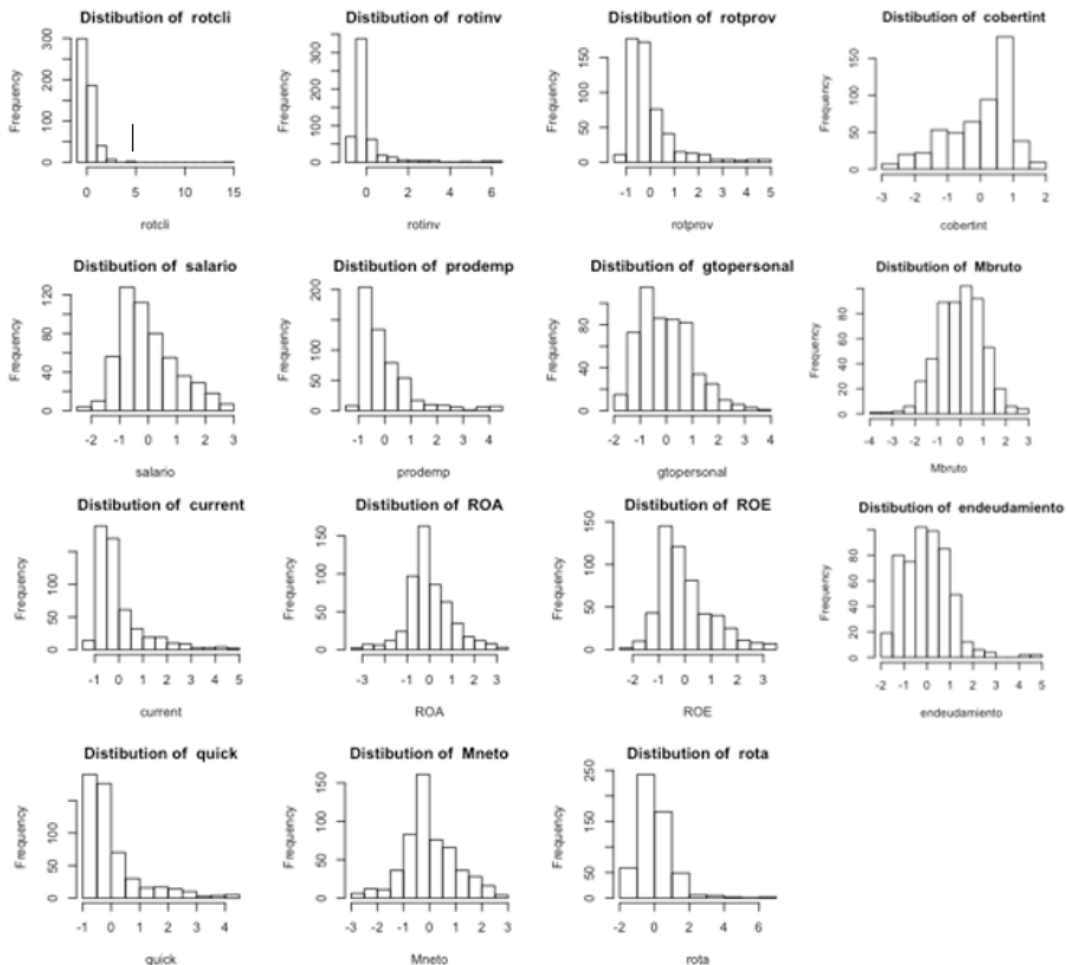 Distibution of rotcli
Frequency
0 100 200 300
0 5 10 15
rotcli
Distibution of rotinv
Frequency
0 100 200 300
0 2 4 6
rotinv
Distibution of rotprov
Frequency
0 50 150
-1 0 1 2 3 4 5
rotprov
Distibution of cobertint
Frequency
0 50 100 150
-3 -2 -1 0 1 2
cobertint
Distibution of salario
Frequency
0 40 80 120
-2 -1 0 1 2 3
salario
Distibution of prodemp
Frequency
0 50 100 200
-1 0 1 2 3 4
prodemp
Distibution of gtopersonal
Frequency
0 40 80
-2 -1 0 1 2 3 4
gtopersonal
Distibution of Mbruto
Frequency
0 20 40 60 80
-4 -3 -2 -1 0 1 2 3
Mbruto
Distibution of current
Frequency
0 50 100
-1 0 1 2 3 4 5
current
Distibution of ROA
Frequency
0 50 100 150
-3 -2 -1 0 1 2 3
ROA
Distibution of ROE
Frequency
0 50 100 150
-2 -1 0 1 2 3
ROE
Distibution of endeudamiento
Frequency
0 20 40 60 80
-2 -1 0 1 2 3 4 5
endeudamiento
Distibution of quick
Frequency
0 50 100
-1 0 1 2 3 4
quick
Distibution of Mneto
Frequency
0 50 100 150
-3 -2 -1 0 1 2 3
Mneto
Distibution of rota
Frequency
0 50 150 250
-2 0 2 4 6
rota